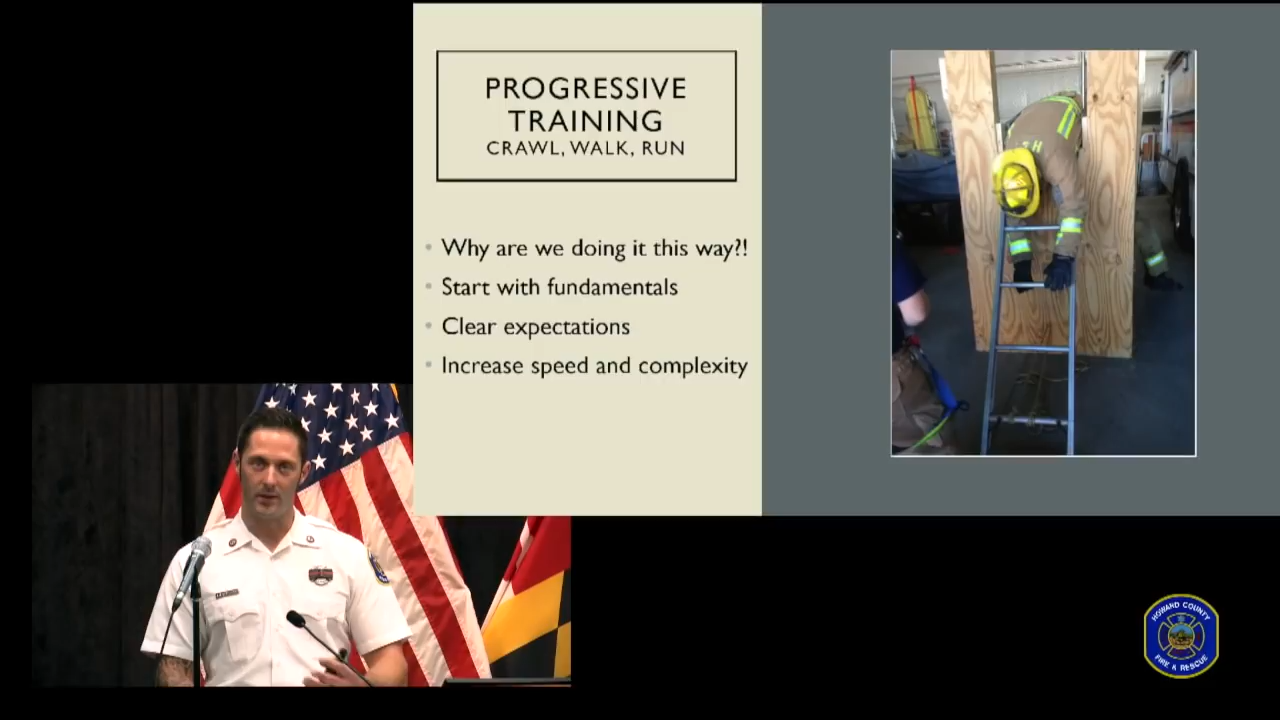 PROGRESSIVE
TRAINING
CRAWL, WALK, RUN
• Why are we doing it this way?!
• Start with fundamentals
• Clear expectations
• Increase speed and complexity
HOWARD COUNTY
FIRE & RESCUE